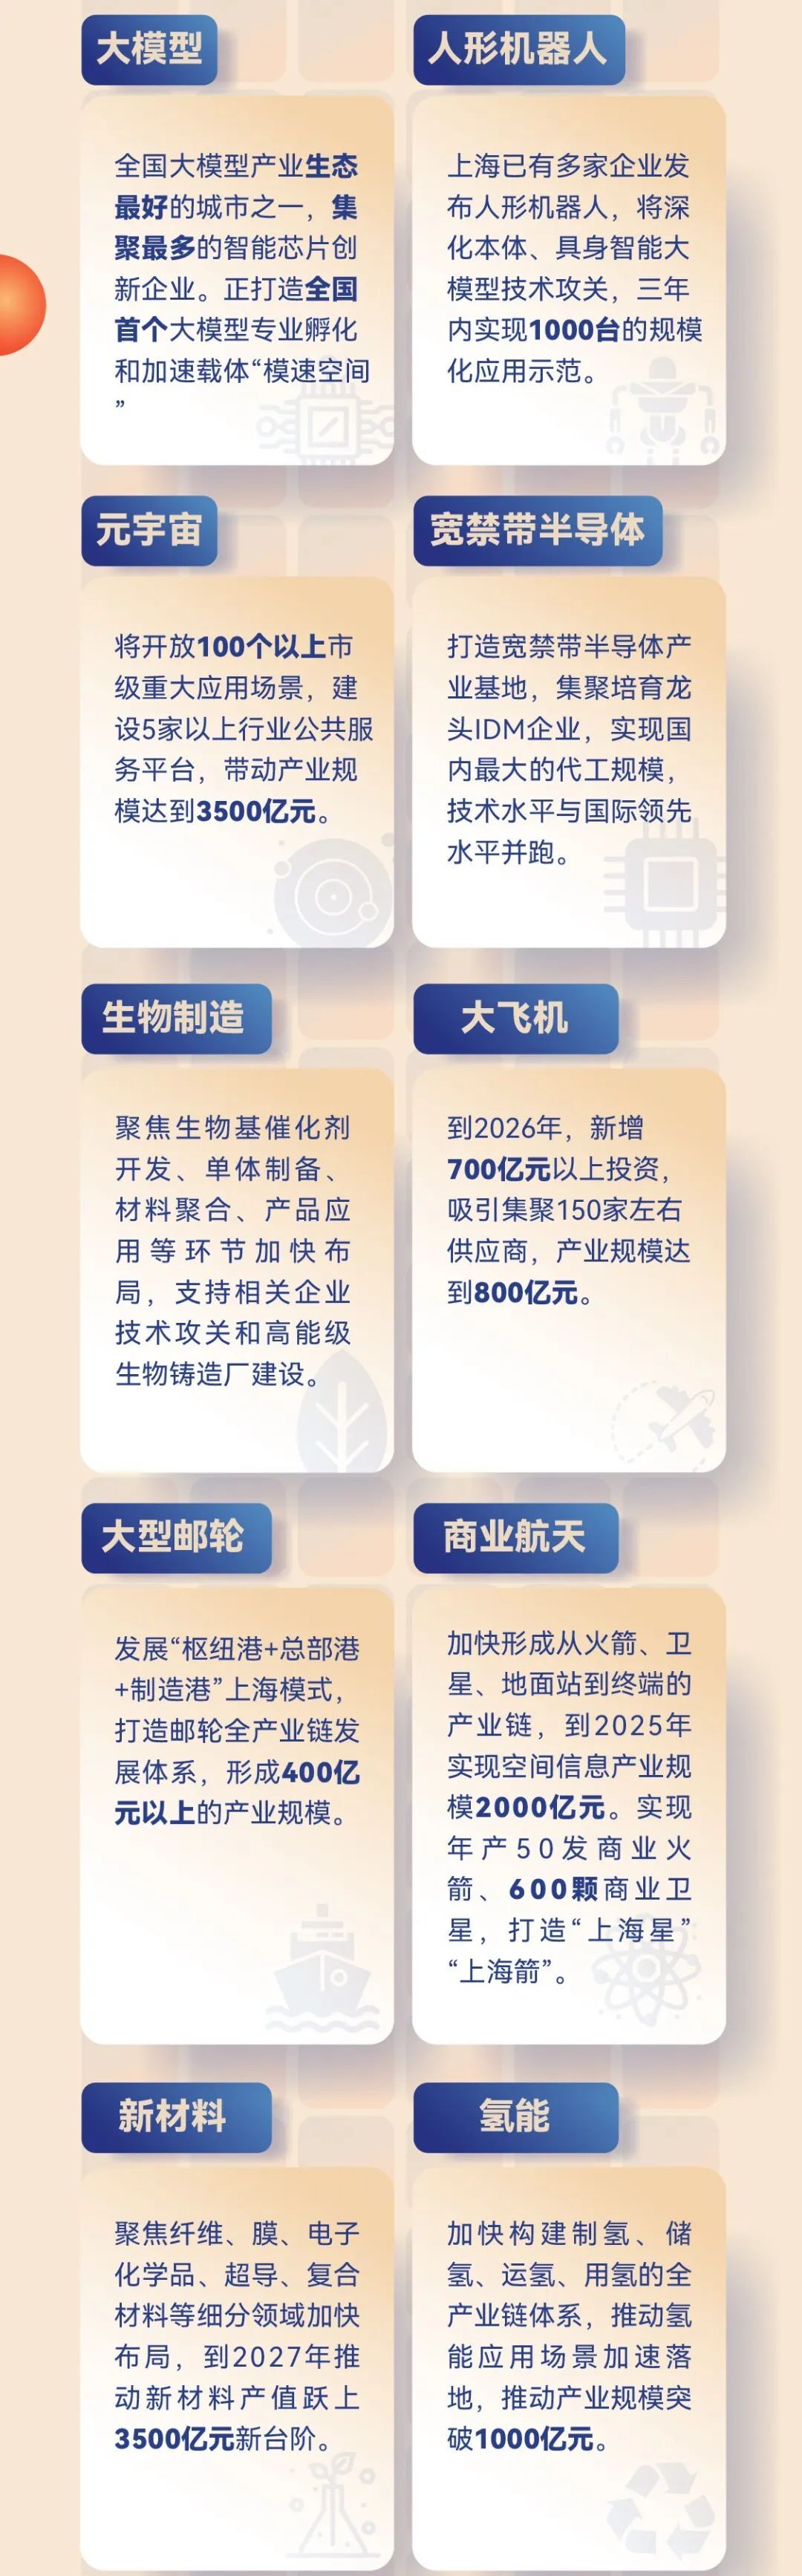 大模型
全国大模型产业生态
最好的城市之一，集
聚最多的智能芯片创
新企业。正打造全国
首个大模型专业孵化
和加速载体“模速空间
”
人形机器人
上海已有多家企业发
布人形机器人，将深
化本体、具身智能大
模型技术攻关，三年
内实现1000台的规模
化应用示范。
元宇宙
将开放100个以上市
级重大应用场景，建
设5家以上行业公共服
务平台，带动产业规
模达到3500亿元。
宽禁带半导体
打造宽禁带半导体产
业基地，集聚培育龙
头IDM企业，实现国
内最大的代工规模，
技术水平与国际领先
水平并跑。
生物制造
聚焦生物基催化剂
开发、单体制备、
材料聚合、产品应
用等环节加快布
局，支持相关企业
技术攻关和高能级
生物铸造厂建设。
大飞机
到2026年，新增
700亿元以上投资，
吸引集聚150家左右
供应商，产业规模达
到800亿元。
大型邮轮
发展“枢纽港+总部港
+制造港”上海模式，
打造邮轮全产业链发
展体系，形成400亿
元以上的产业规模。
商业航天
加快形成从火箭、卫
星、地面站到终端的
产业链，到2025年
实现空间信息产业规
模2000亿元。实现
年产50发商业火
箭、600颗商业卫
星，打造“上海星”
“上海箭”。
新材料
聚焦纤维、膜、电子
化学品、超导、复合
材料等细分领域加快
布局，到2027年推
动新材料产值跃上
3500亿元新台阶。
氢能
加快构建制氢、储
氢、运氢、用氢的全
产业链体系，推动氢
能应用场景加速落
地，推动产业规模突
破1000亿元。